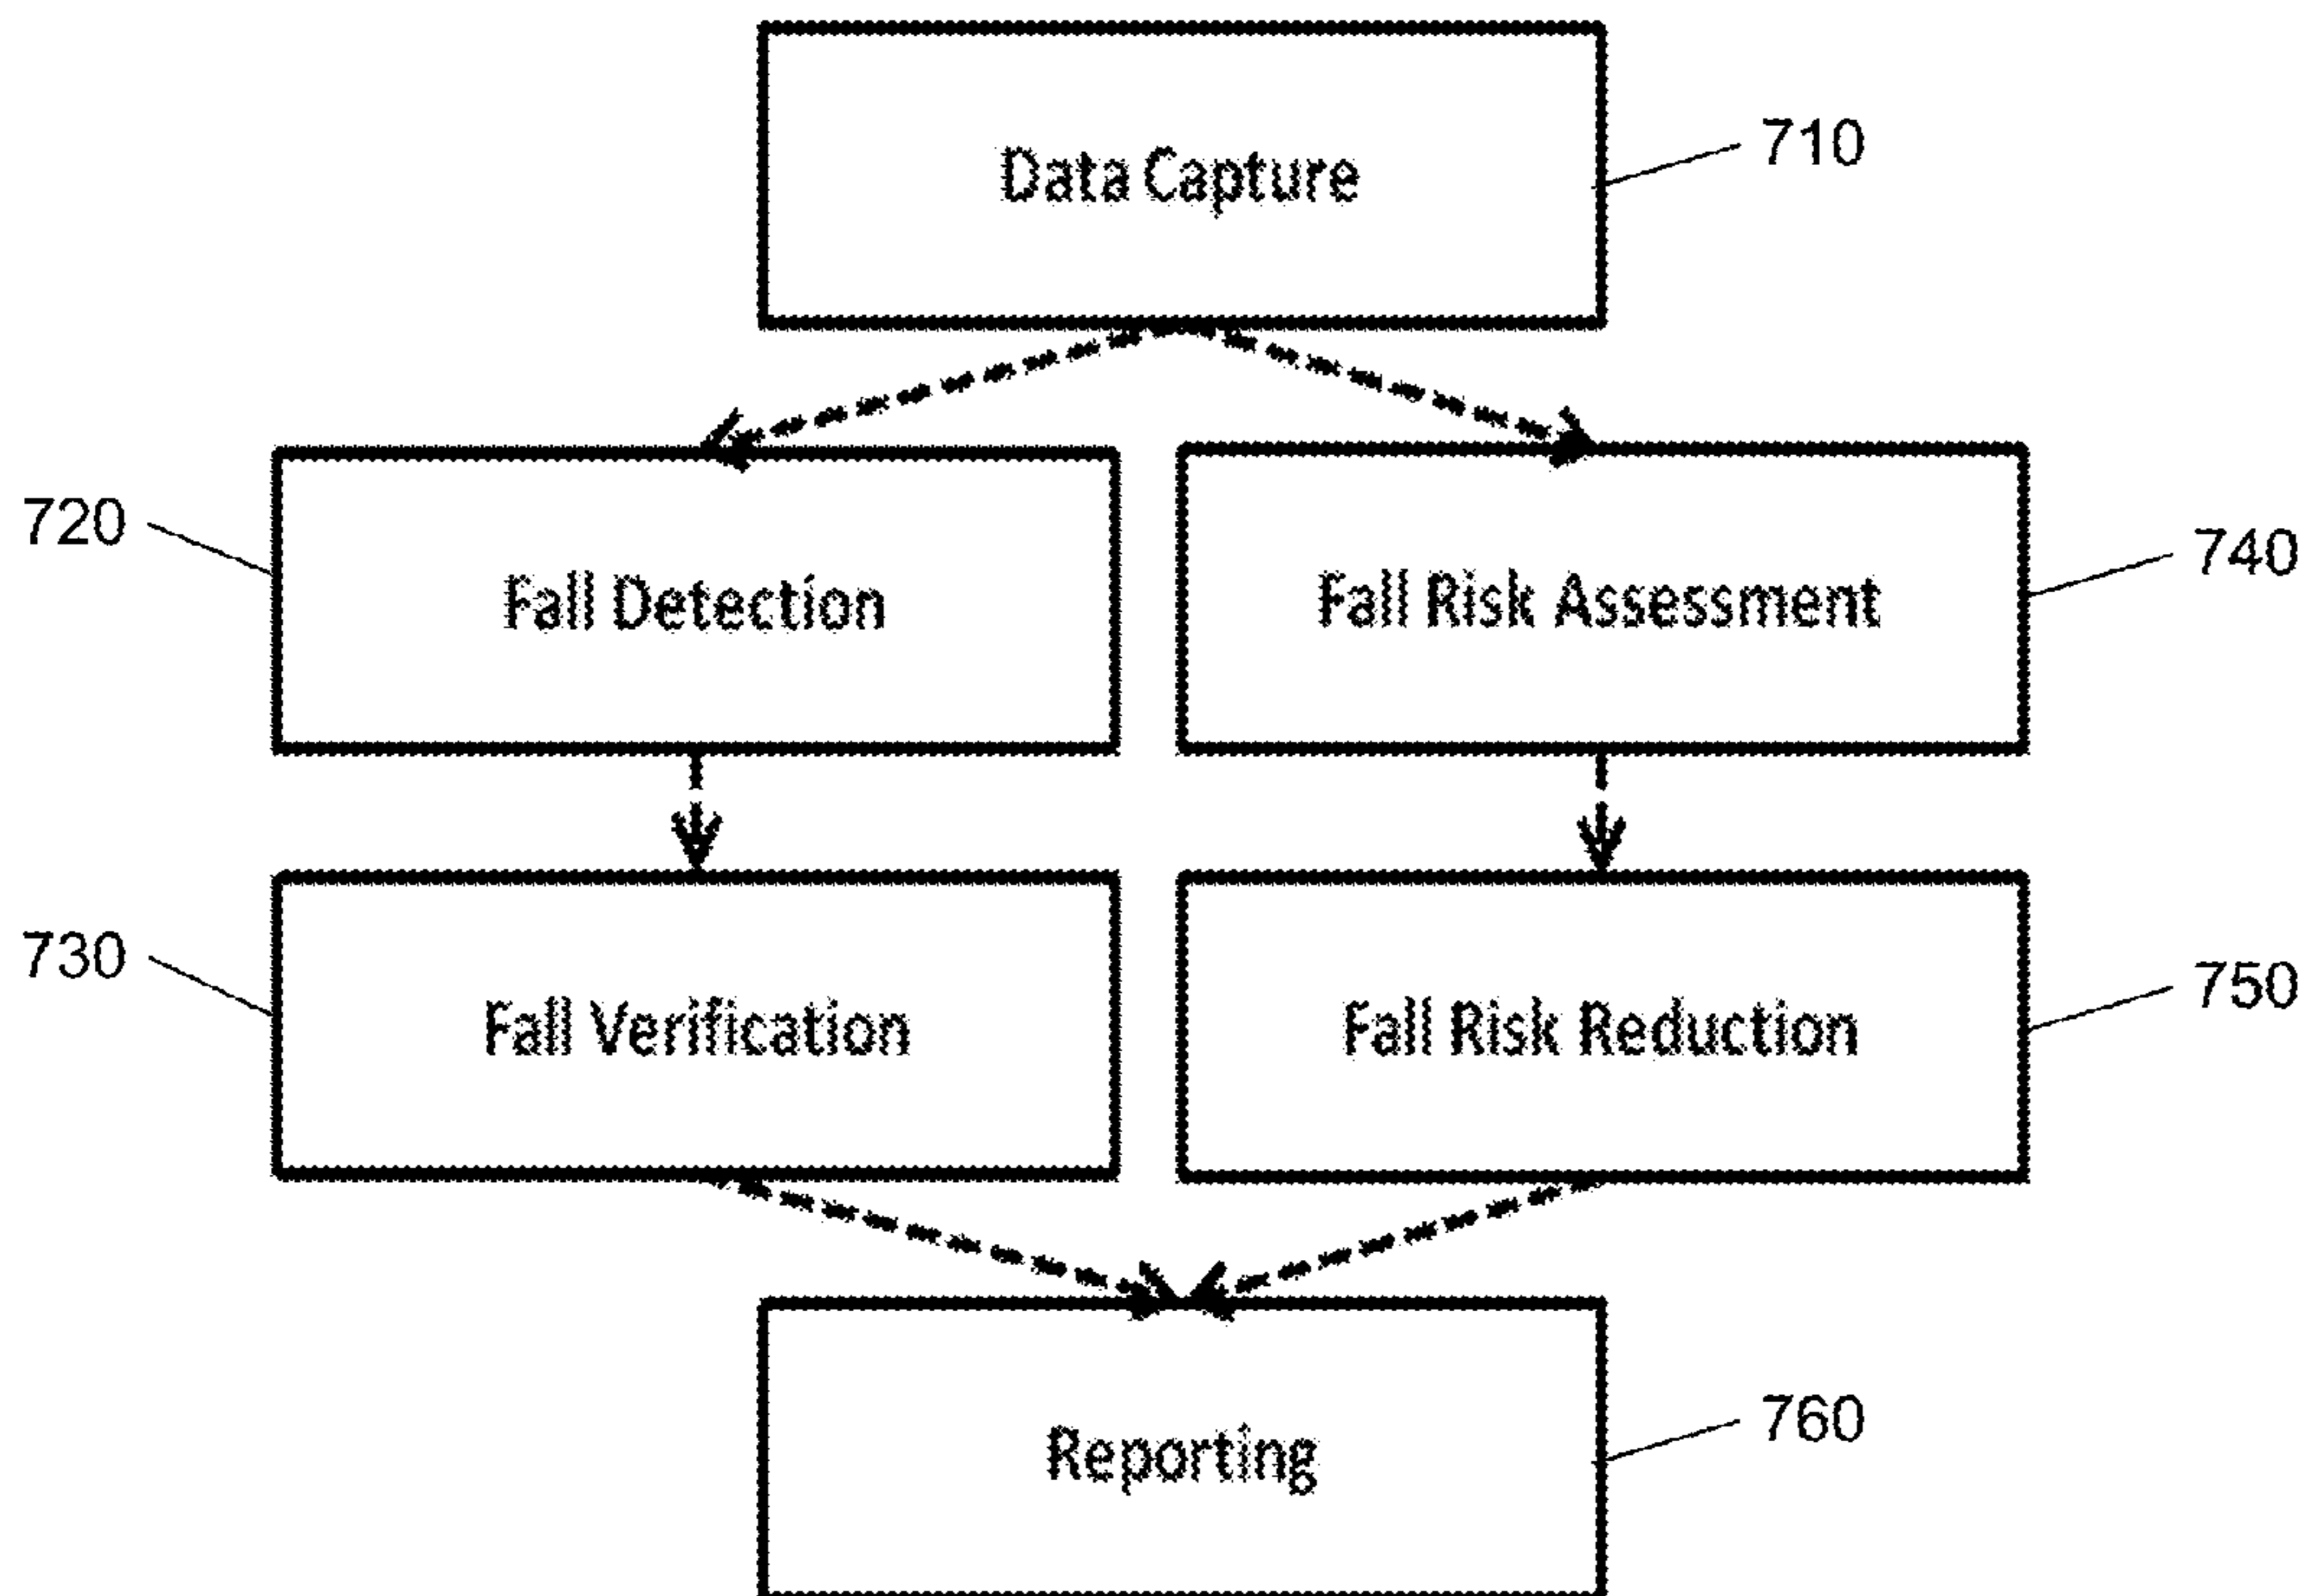 Data Capture
710
720
Fall Detection
Fall Risk Assessment
740
730
Fall Verification
Fall Risk Reduction
750
Reporting
760